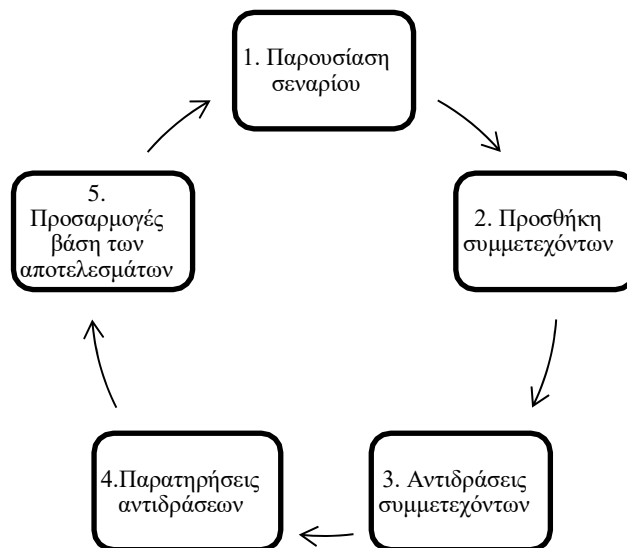 1. Παρουσίαση
σεναρίου
2. Προσθήκη
συμμετεχόντων
3. Αντιδράσεις
συμμετεχόντων
4.Παρατηρήσεις
αντιδράσεων
5.
Προσαρμογές
βάση των
αποτελεσμάτων